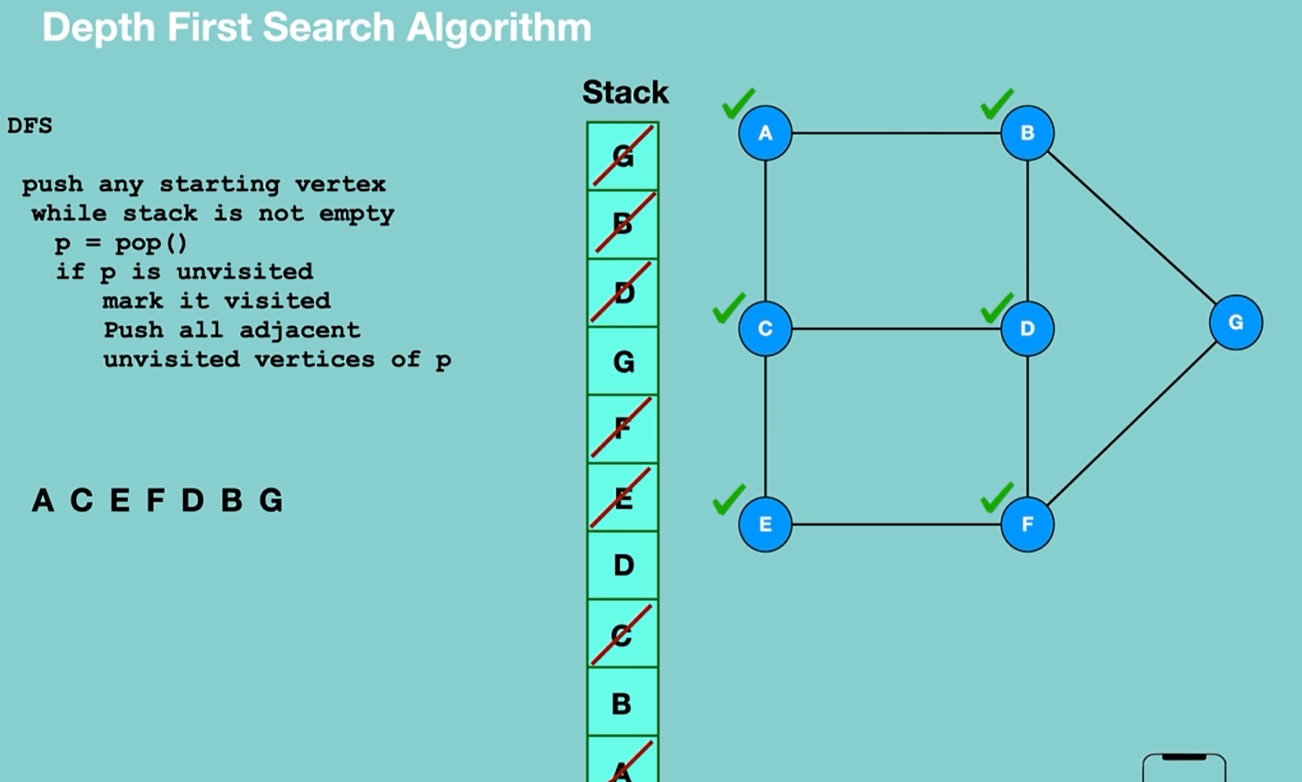 Depth First Search Algorithm
Stack
DFS
push any starting vertex
while stack is not empty
p = pop()
if p is unvisited
mark it visited
Push all adjacent
unvisited vertices of p
A C E F D B G
G
B
D
G
F
E
D
C
B
A
A
B
C
D
G
E
F